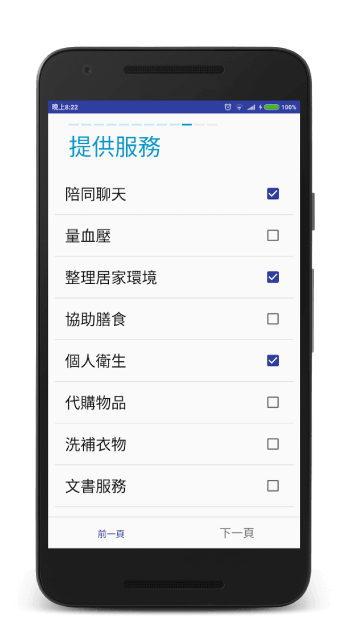 晚上8:22 100%
提供服務
陪同聊天
量血壓
整理居家環境
協助膳食
個人衛生
代購物品
洗補衣物
文書服務
前一頁 下一頁